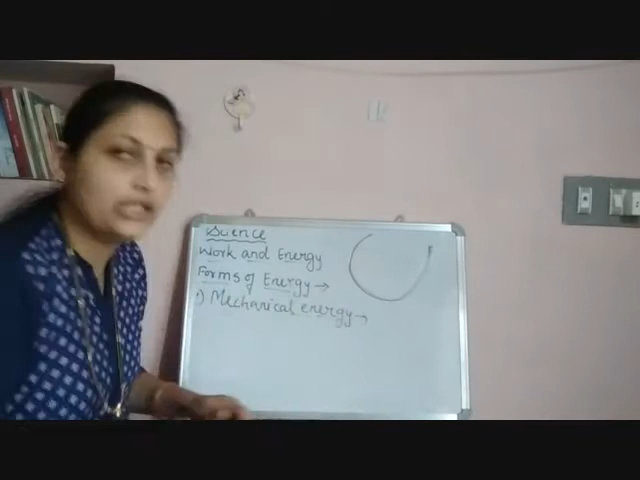 Science
Work and Energy
Forms of Energy →
1) Mechanical energy →